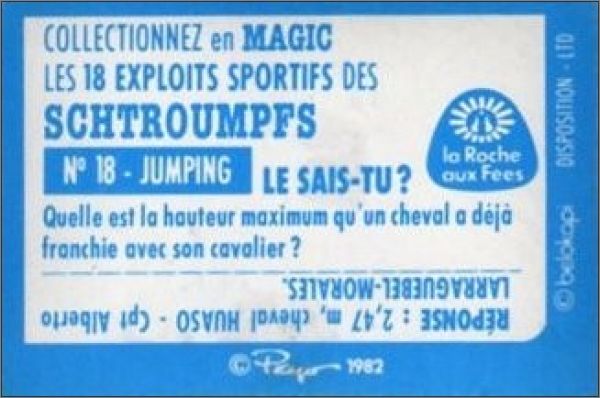 COLLECTIONNEZ en MAGIC
LES 18 EXPLOITS SPORTIFS DES
SCHTROUMPFS
N° 18 - JUMPING
LE SAIS-TU ?
la Roche
aux Fées
Quelle est la hauteur maximum qu'un cheval a déjà
franchie avec son cavalier ?
RÉPONSE : 2,47 m, cheval HUASO - Cpt Alberto
LARRAGUEBEL-MORALES.
© Peyo 1982
© belokapi DISPOSITION - LTD